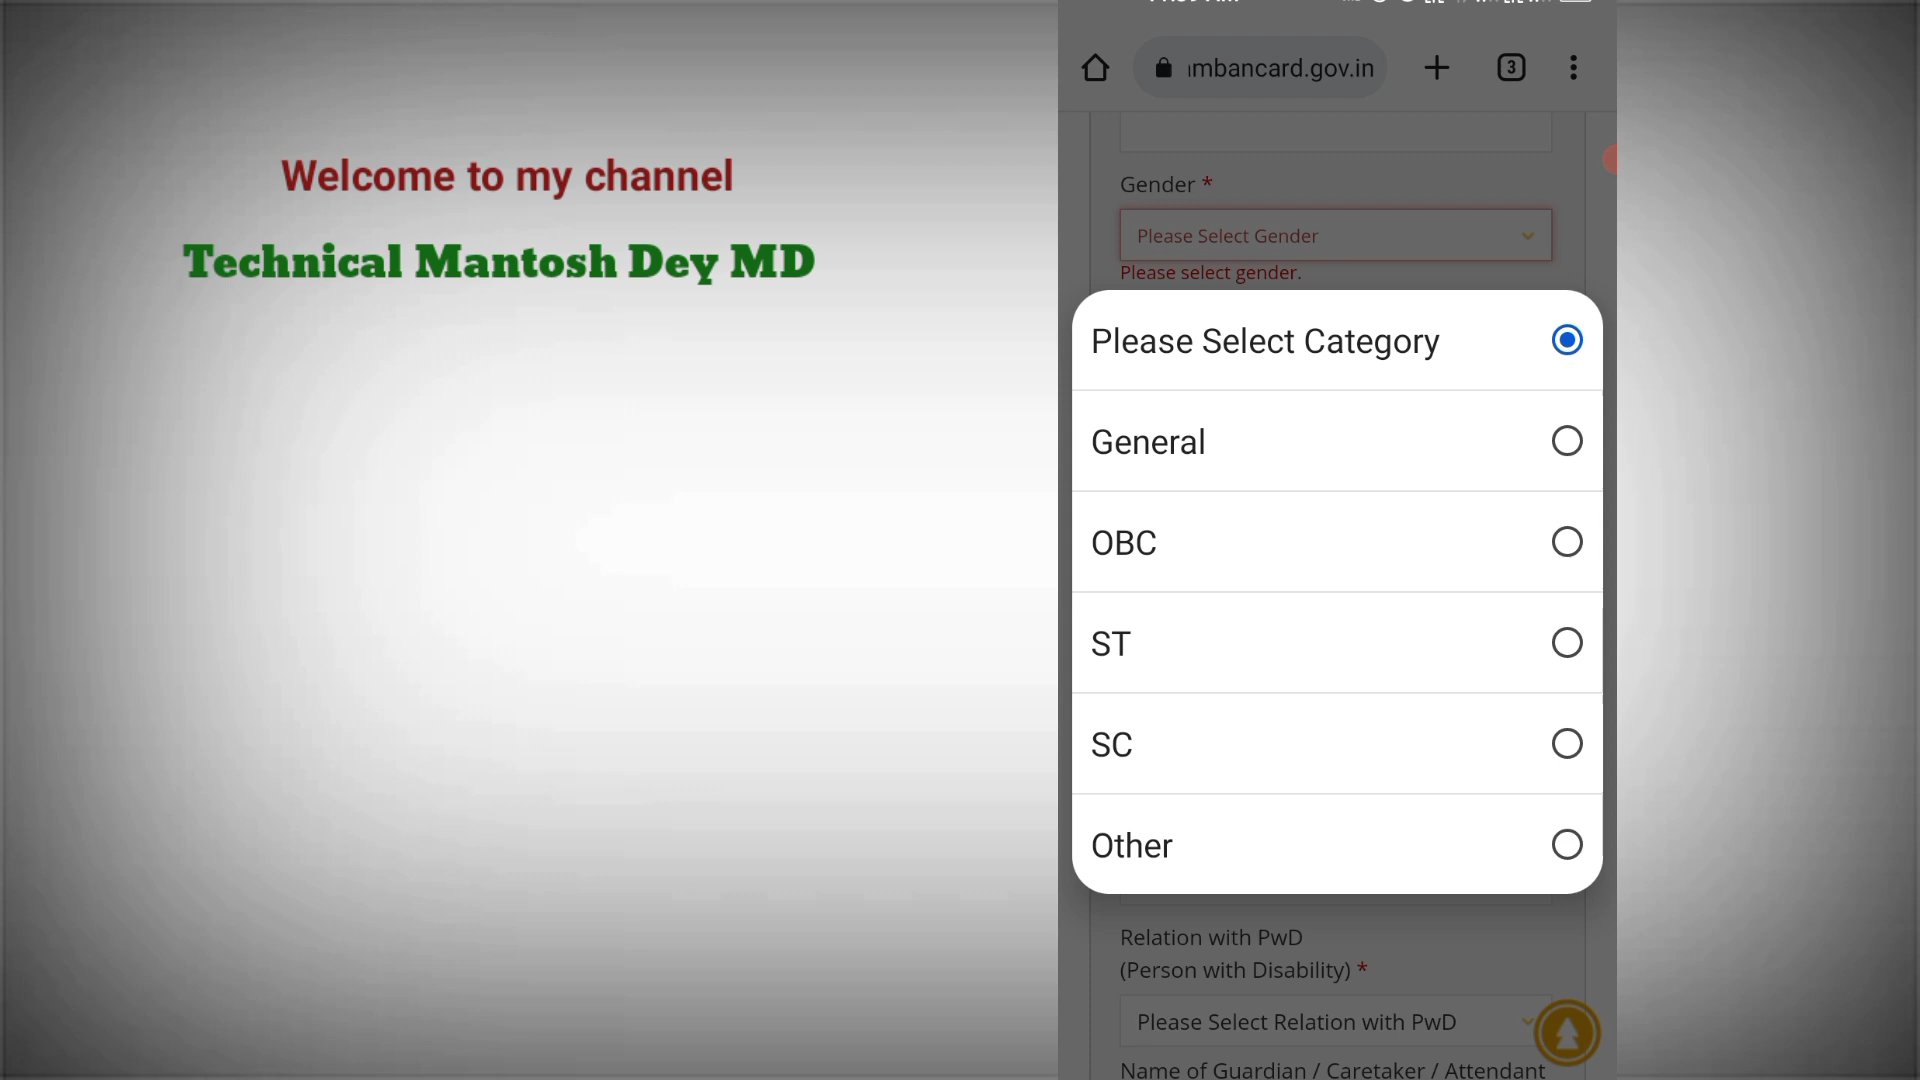 Welcome to my channel
Technical Mantosh Dey MD
mbancard.gov.in
3
Gender *
Please Select Gender
Please select gender.
Please Select Category
General
OBC
ST
SC
Other
Relation with PwD
(Person with Disability) *
Please Select Relation with PwD
Name of Guardian / Caretaker / Attendant